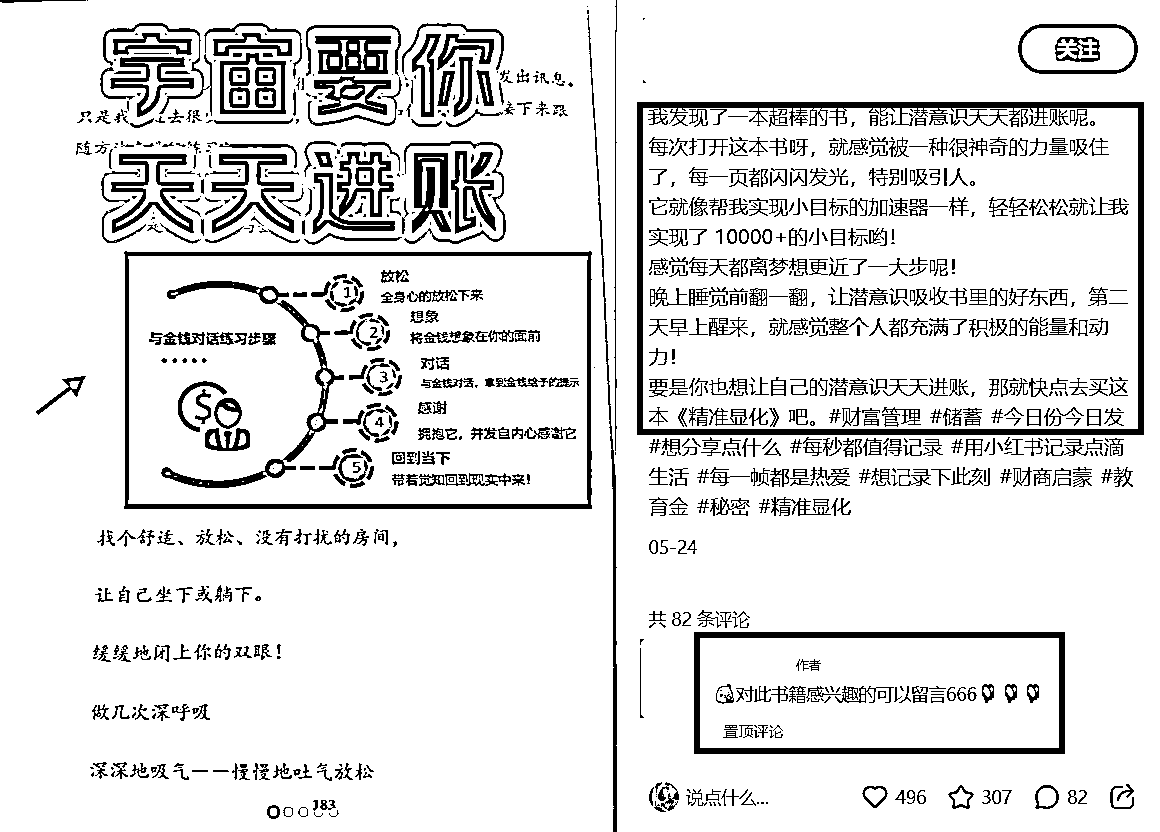 宇宙要你
天天进账
发出讯息。
只是我
去很
接下来跟
随方
与金钱对话练习步骤
$
1
放松
全身心的放松下来
2
想象
将金钱想象在你的面前
3
对话
与金钱对话，拿到金钱给予的提示
4
感谢
拥抱它，并发自内心感谢它
5
回到当下
带着觉知回到现实中来！
找个舒适、放松、没有打扰的房间，
让自己坐下或躺下。
缓缓地闭上你的双眼！
做几次深呼吸
深深地吸气——慢慢地吐气放松
183
关注
我发现了一本超棒的书，能让潜意识天天都进账呢。
每次打开这本书呀，就感觉被一种很神奇的力量吸住
了，每一页都闪闪发光，特别吸引人。
它就像帮我实现小目标的加速器一样，轻轻松松就让我
实现了 10000+的小目标哟！
感觉每天都离梦想更近了一大步呢！
晚上睡觉前翻一翻，让潜意识吸收书里的好东西，第二
天早上醒来，就感觉整个人都充满了积极的能量和动
力！
要是你也想让自己的潜意识天天进账，那就快点去买这
本《精准显化》吧。#财富管理 #储蓄 #今日份今日发
#想分享点什么 #每秒都值得记录 #用小红书记录点滴
生活 #每一帧都是热爱 #想记录下此刻 #财商启蒙 #教
育金 #秘密 #精准显化
05-24
共 82 条评论
作者
对此书籍感兴趣的可以留言666
置顶评论
说点什么...
496
307
82